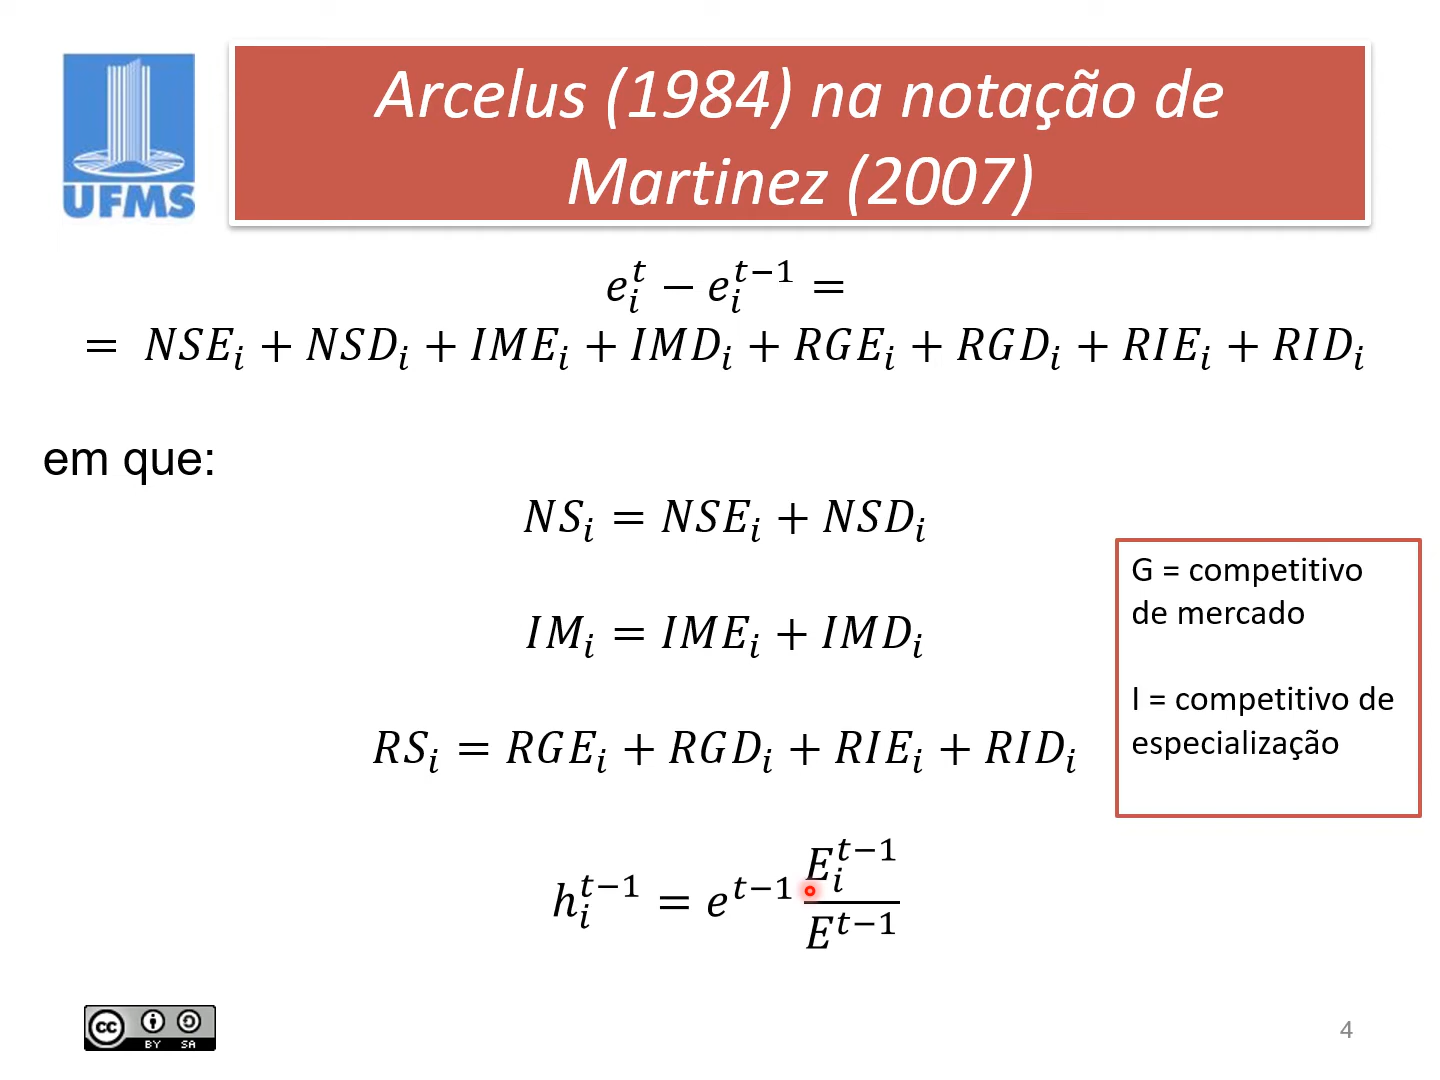 Arcelus (1984) na notação de
Martinez (2007)
UFMS
e_i^t − e_i^{t−1} =
= NSE_i + NSD_i + IME_i + IMD_i + RGE_i + RGD_i + RIE_i + RID_i
em que:
NS_i = NSE_i + NSD_i
IM_i = IME_i + IMD_i
RS_i = RGE_i + RGD_i + RIE_i + RID_i
G = competitivo
de mercado
I = competitivo de
especialização
h_i^{t−1} = e^{t−1} \frac{E_i^{t−1}}{E^{t−1}}
cc
BY SA
4